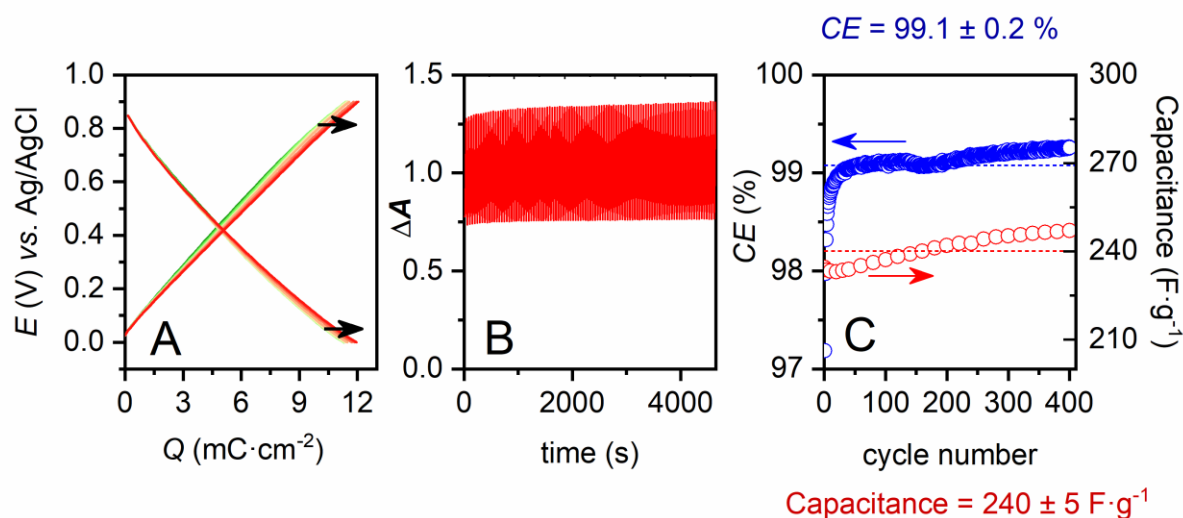 CE = 99.1 ± 0.2 %
E (V) vs. Ag/AgCl
1.0
0.8
0.6
0.4
0.2
0.0
A
0 3 6 9 12
Q (mC·cm⁻²)
ΔA
1.5
1.0
1.5
0.0
B
0 2000 4000
time (s)
CE (%)
100
99
98
97
C
0 100 200 300 400
cycle number
300
270
240
210
Capacitance (F·g⁻¹)
Capacitance = 240 ± 5 F·g⁻¹